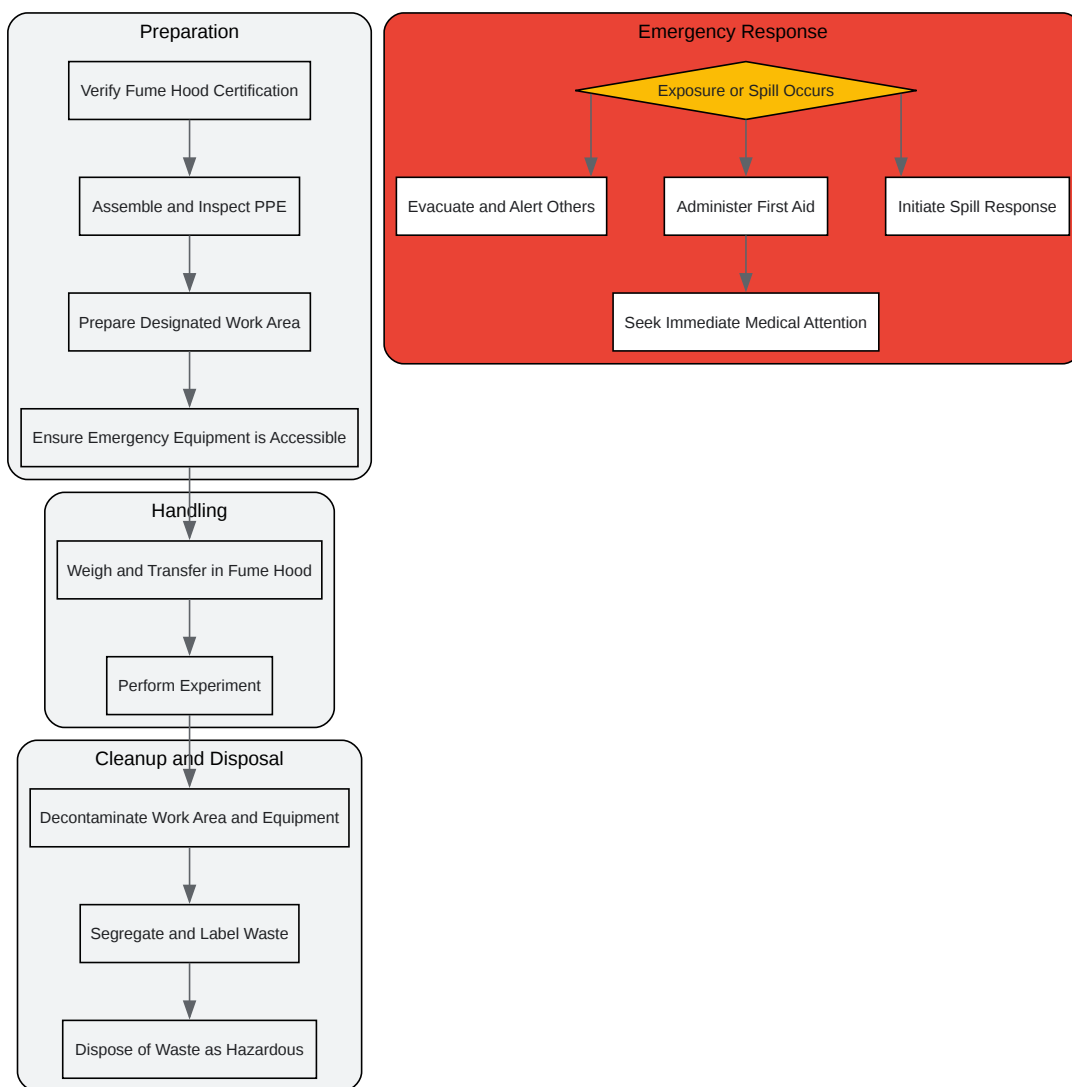 Preparation
Verify Fume Hood Certification
Assemble and Inspect PPE
Prepare Designated Work Area
Ensure Emergency Equipment is Accessible
Handling
Weigh and Transfer in Fume Hood
Perform Experiment
Cleanup and Disposal
Decontaminate Work Area and Equipment
Segregate and Label Waste
Dispose of Waste as Hazardous
Emergency Response
Exposure or Spill Occurs
Evacuate and Alert Others
Administer First Aid
Initiate Spill Response
Seek Immediate Medical Attention